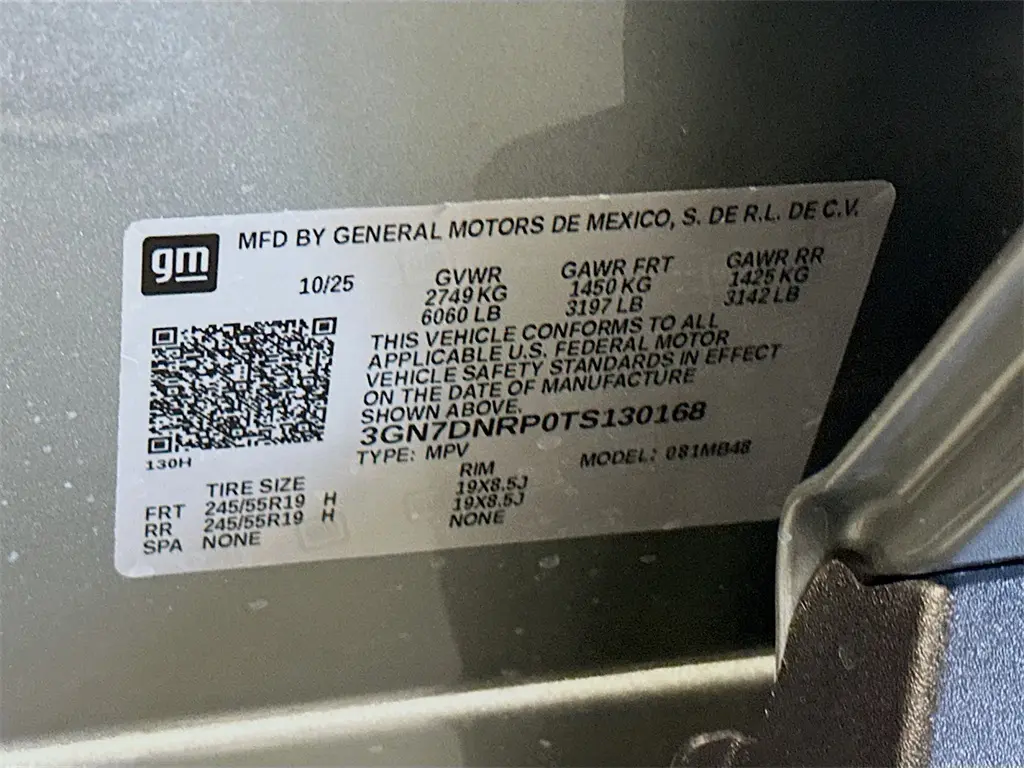 gm
MFD BY GENERAL MOTORS DE MEXICO, S. DE R.L. DE C.V.
10/25
GVWR GAWR FRT GAWR RR
2749 KG 1450 KG 1425 KG
6060 LB 3197 LB 3142 LB
THIS VEHICLE CONFORMS TO ALL
APPLICABLE U.S. FEDERAL MOTOR
VEHICLE SAFETY STANDARDS IN EFFECT
ON THE DATE OF MANUFACTURE
SHOWN ABOVE.
3GN7DNRP0TS130168
130H
TYPE: MPV MODEL: 081MB48
TIRE SIZE RIM
FRT 245/55R19 H 19X8.5J
RR 245/55R19 H 19X8.5J
SPA NONE NONE